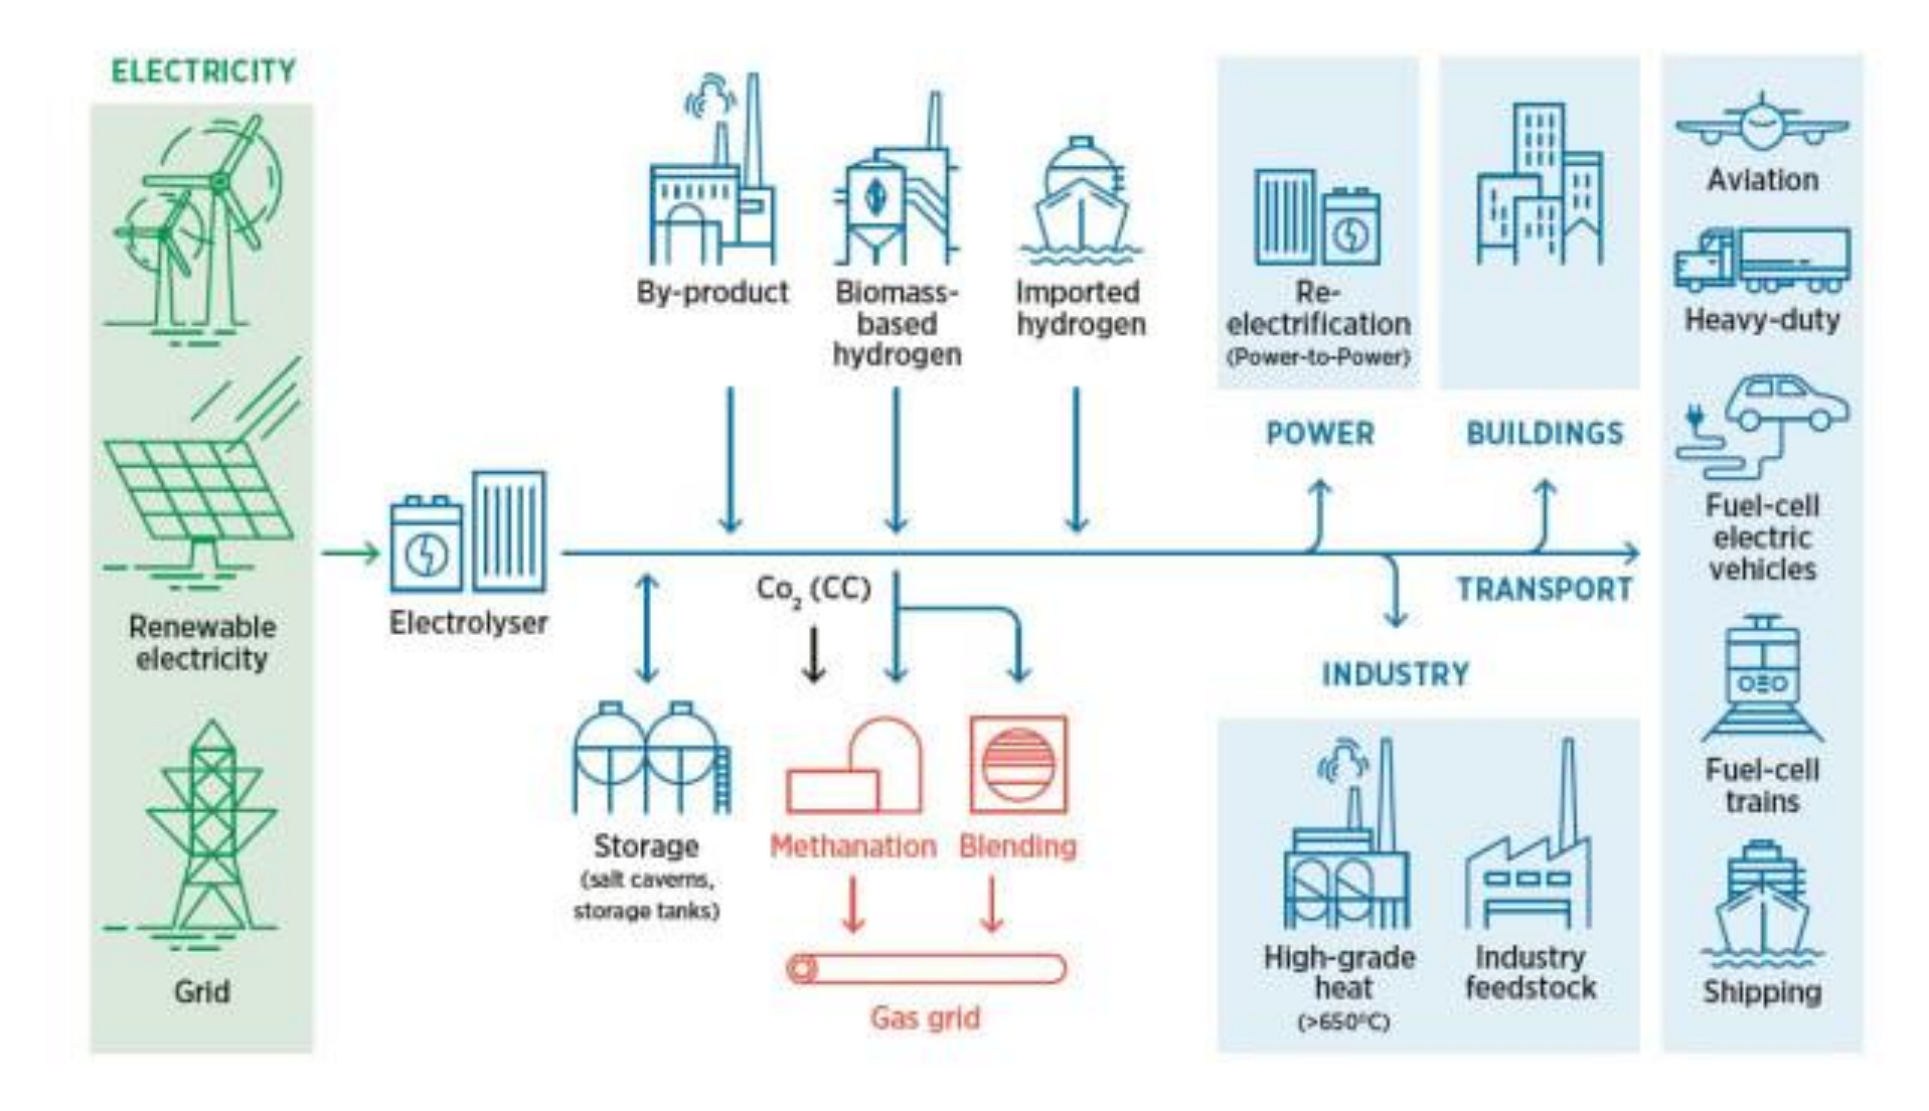 ELECTRICITY
Renewable
electricity
Grid
Electrolyser
By-product
Biomass-
based
hydrogen
Imported
hydrogen
Storage
(salt caverns,
storage tanks)
Co2 (CC)
Methanation
Blending
Gas grid
Re-
electrification
(Power-to-Power)
POWER
BUILDINGS
TRANSPORT
INDUSTRY
High-grade
heat
(>650°C)
Industry
feedstock
Aviation
Heavy-duty
Fuel-cell
electric
vehicles
Fuel-cell
trains
Shipping